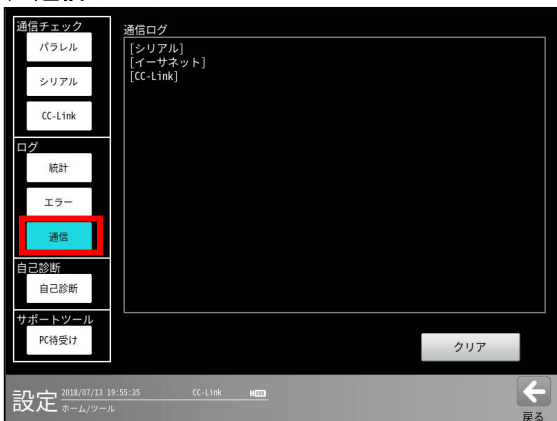 通信チェック
パラレル
シリアル
CC-Link
ログ
統計
エラー
通信
自己診断
自己診断
サポートツール
PC待受け
通信ログ
[シリアル]
[イーサネット]
[CC-Link]
クリア
設定
2018/07/13 19:55:35
CC-Link
ホーム/ツール
戻る